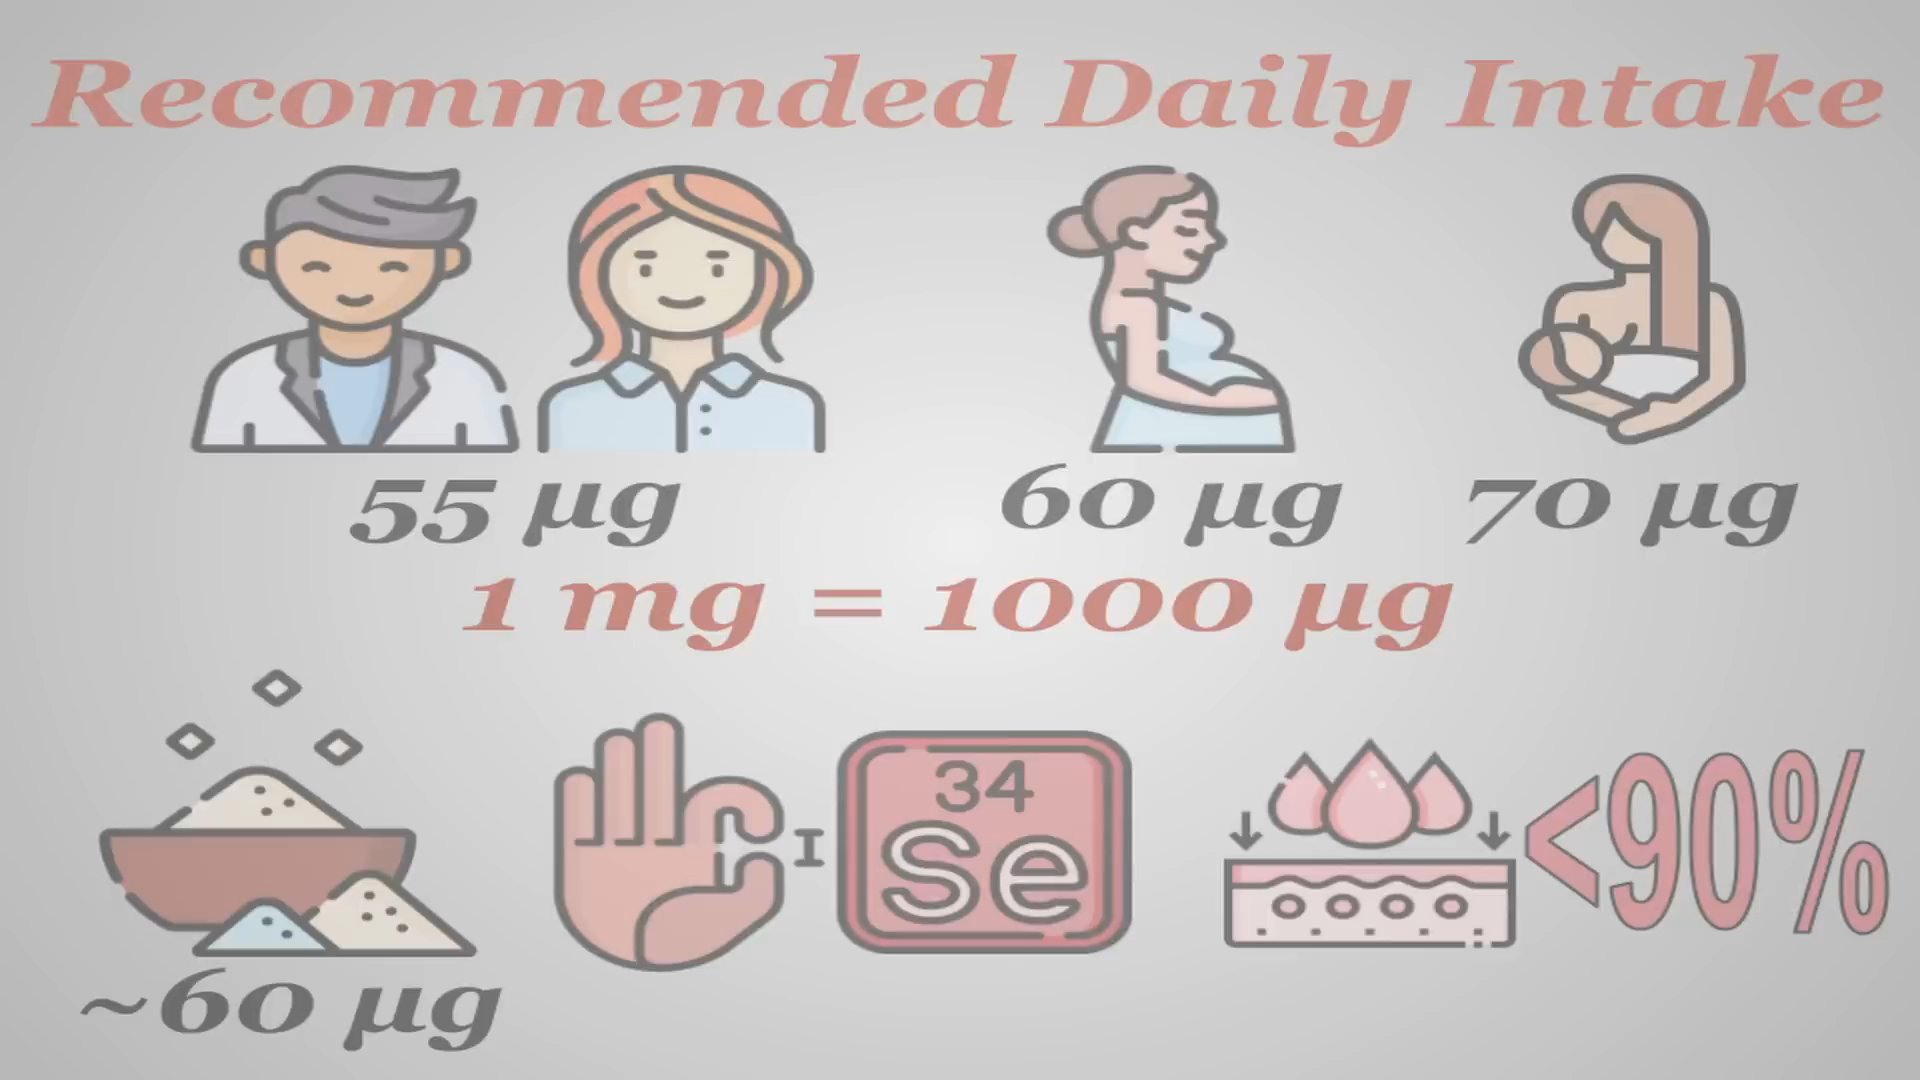 Recommended Daily Intake
55 µg
60 µg
70 µg
1 mg = 1000 µg
34
Se
<90%
~60 µg